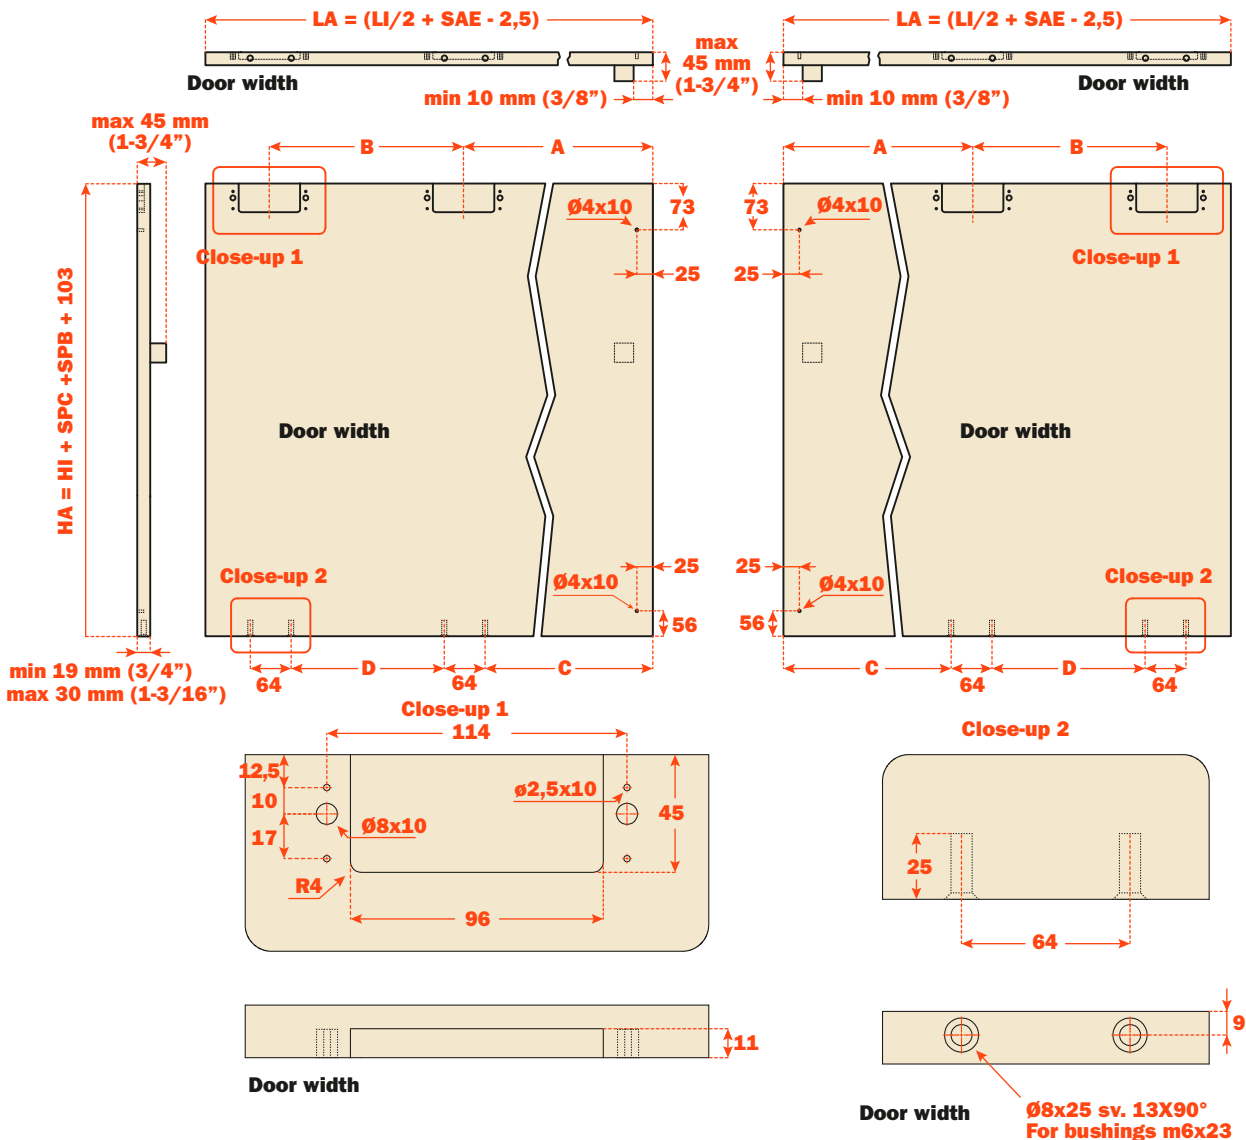 LA = (LI/2 + SAE - 2,5)
LA = (LI/2 + SAE - 2,5)
max
45 mm
(1-3/4”)
Door width
Door width
min 10 mm (3/8”)
min 10 mm (3/8”)
max 45 mm
(1-3/4”)
B
A
A
B
Ø4x10
73
73
Ø4x10
Close-up 1
Close-up 1
25
25
HA = HI + SPC +SPB + 103
Door width
Door width
25
25
Close-up 2
Ø4x10
Ø4x10
Close-up 2
56
56
min 19 mm (3/4”)
max 30 mm (1-3/16”)
64
D
64
C
C
64
D
64
Close-up 1
114
Close-up 2
12,5
10
17
ø2,5x10
Ø8x10
45
R4
96
25
64
11
9
Door width
Door width
Ø8x25 sv. 13X90°
For bushings m6x23